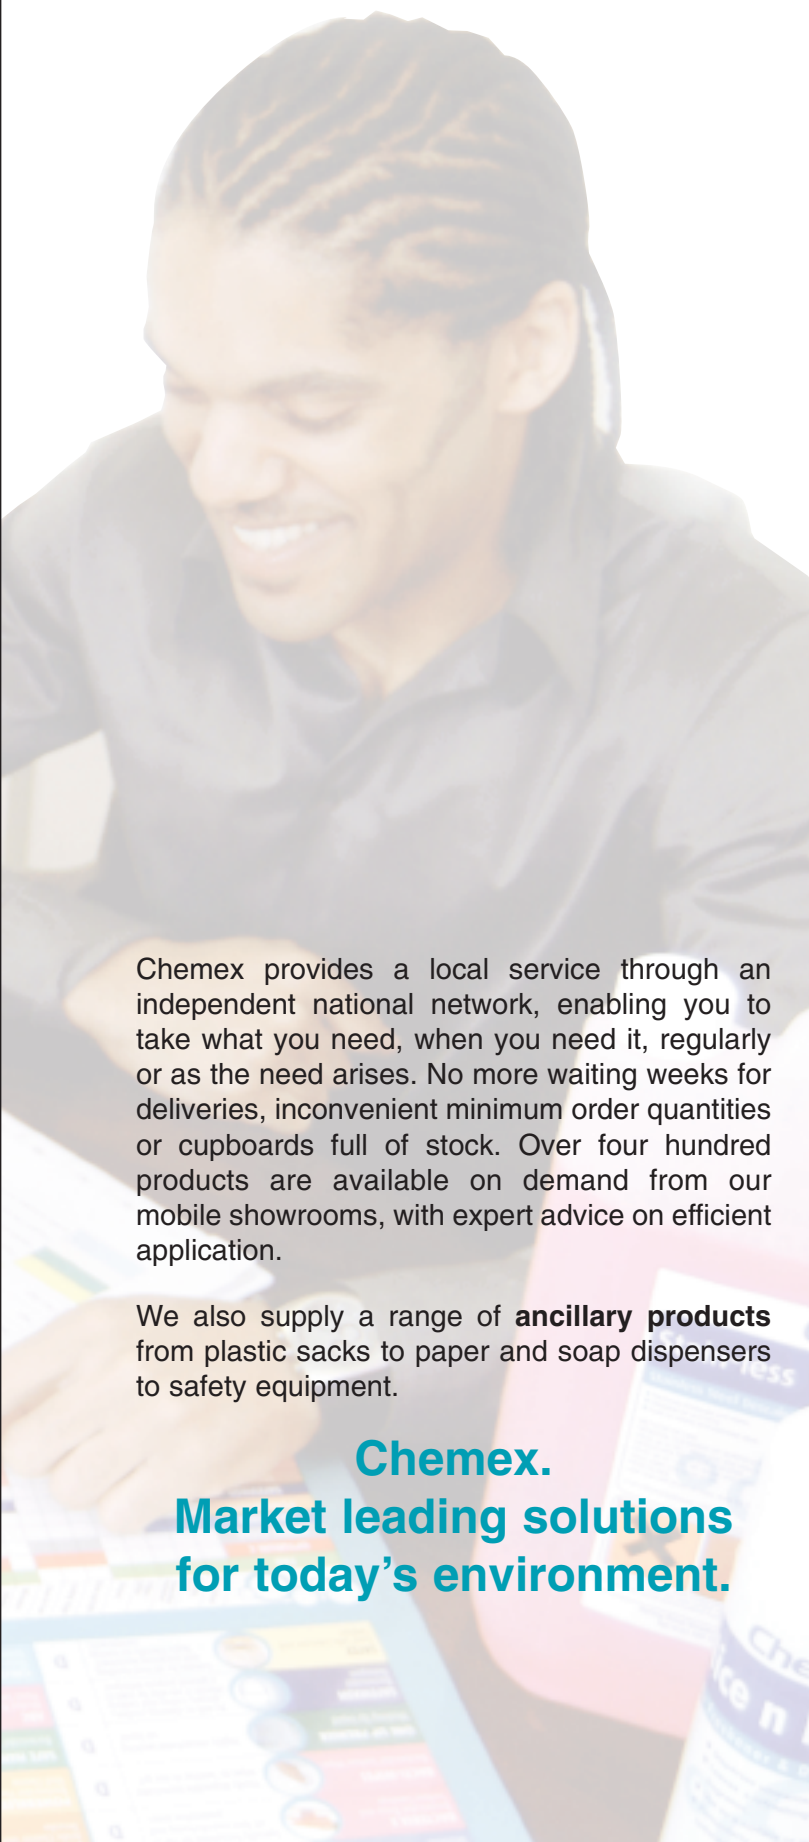 Chemex provides a local service through an
independent national network, enabling you to
take what you need, when you need it, regularly
or as the need arises. No more waiting weeks for
deliveries, inconvenient minimum order quantities
or cupboards full of stock. Over four hundred
products are available on demand from our
mobile showrooms, with expert advice on efficient
application.
We also supply a range of ancillary products
from plastic sacks to paper and soap dispensers
to safety equipment.
Chemex.
Market leading solutions
for today's environment.